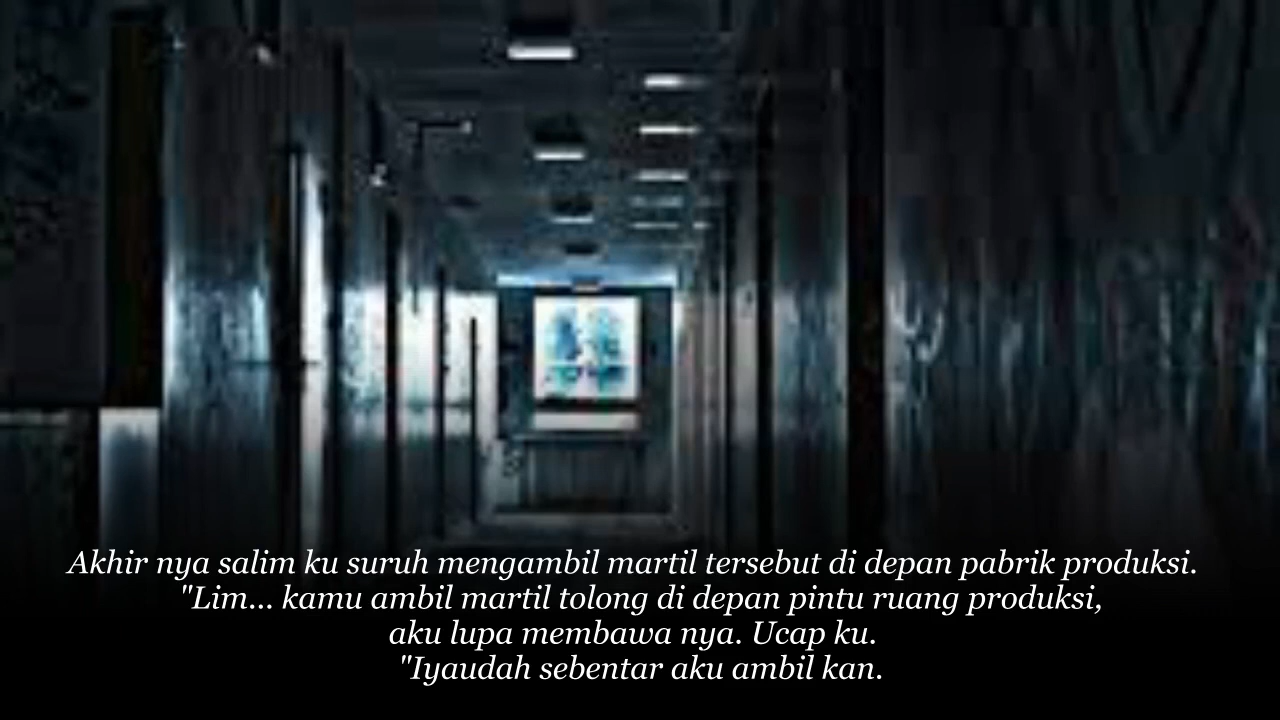 Akhir nya salim ku suruh mengambil martil tersebut di depan pabrik produksi.
"Lim... kamu ambil martil tolong di depan pintu ruang produksi,
aku lupa membawa nya. Ucap ku.
"Iyaudah sebentar aku ambil kan.